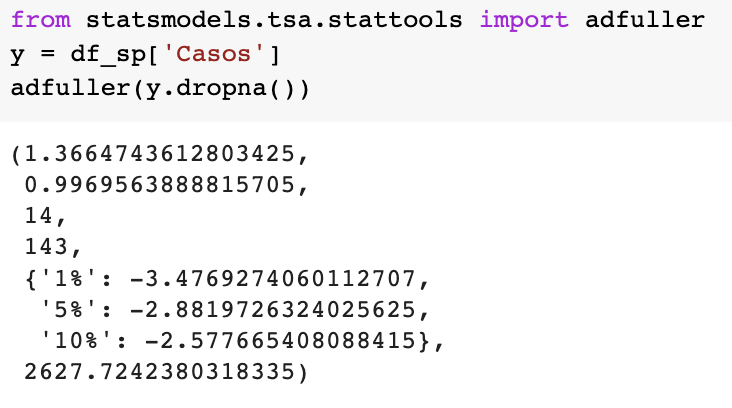 from statsmodels.tsa.stattools import adfuller
y = df_sp['Casos']
adfuller(y.dropna())
(1.3664743612803425,
0.9969563888815705,
14,
143,
{'1%': -3.4769274060112707,
'5%': -2.8819726324025625,
'10%': -2.577665408088415},
2627.7242380318335)